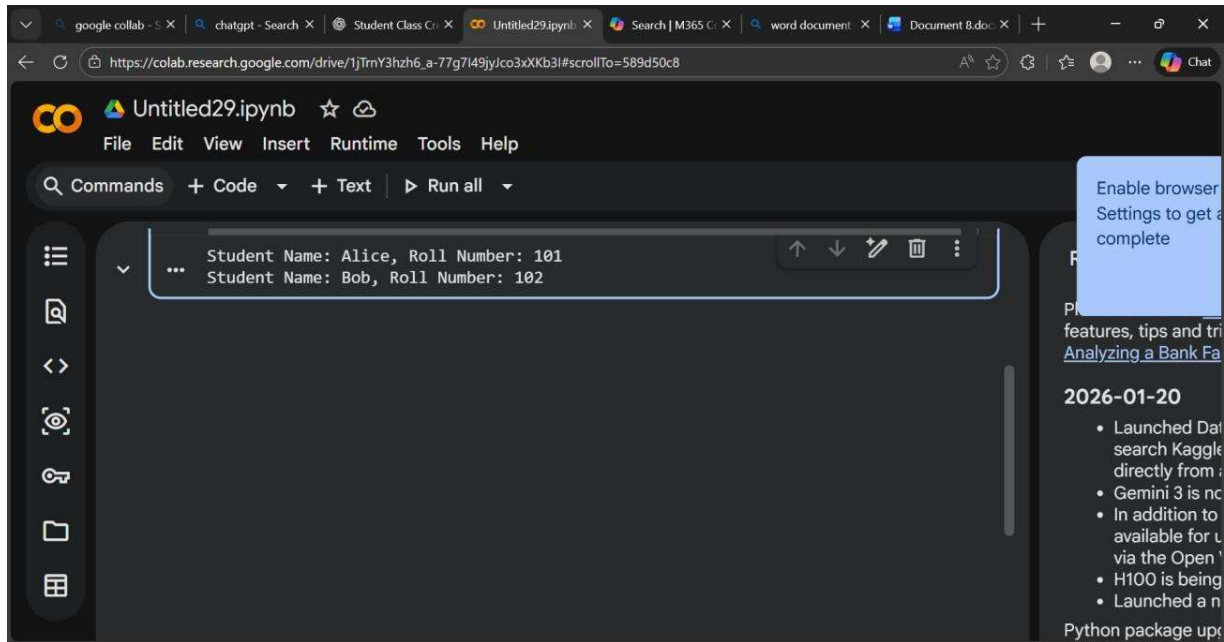 google collab - S
chatgpt - Search
Student Class Cr
Untitled29.ipynb
Search | M365 C
word document
Document 8.doc
https://colab.research.google.com/drive/1jTrnY3hzh6_a-77g7l49jyJco3xXKb3l#scrollTo=589d50c8
Chat
Untitled29.ipynb
File Edit View Insert Runtime Tools Help
Commands + Code + Text Run all
Enable browser
Settings to get a
complete
Student Name: Alice, Roll Number: 101
Student Name: Bob, Roll Number: 102
features, tips and tri
Analyzing a Bank Fa
2026-01-20
• Launched Dat
search Kaggle
directly from
• Gemini 3 is no
• In addition to
available for u
via the Open
• H100 is being
• Launched a n
Python package upd